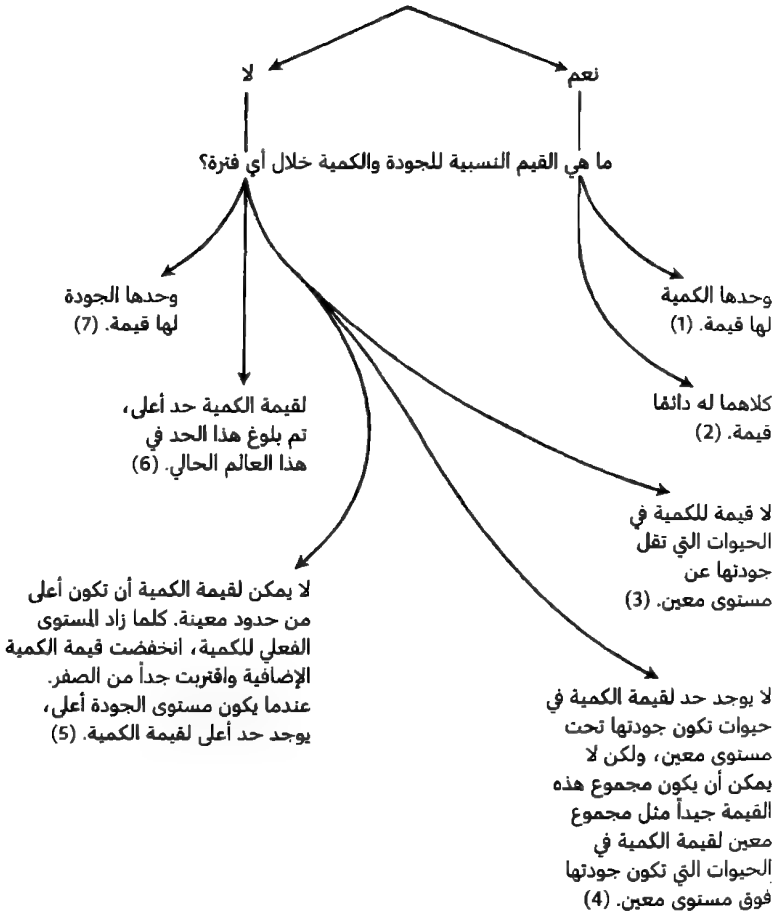 نعم
لا
ما هي القيم النسبية للجودة والكمية خلال أي فترة؟
وحدها الكمية
لها قيمة. (1)
كلاهما له دائمًا
قيمة. (2)
لا قيمة للكمية في
الحيوات التي تقل
جودتها عن
مستوى معين. (3)
لا يوجد حد لقيمة الكمية في
حيوات تكون جودتها تحت
مستوى معين، ولكن لا
يمكن أن يكون مجموع هذه
القيمة جيداً مثل مجموع
معين لقيمة الكمية في
الحيوات التي تكون جودتها
فوق مستوى معين. (4)
لا يمكن لقيمة الكمية أن تكون أعلى
من حدود معينة. كلما زاد المستوى
الفعلي للكمية، انخفضت قيمة الكمية
الإضافية واقتربت جداً من الصفر.
عندما يكون مستوى الجودة أعلى،
يوجد حد أعلى لقيمة الكمية. (5)
لقيمة الكمية حد أعلى،
تم بلوغ هذا الحد في
هذا العالم الحالي. (6)
وحدها الجودة
لها قيمة. (7)